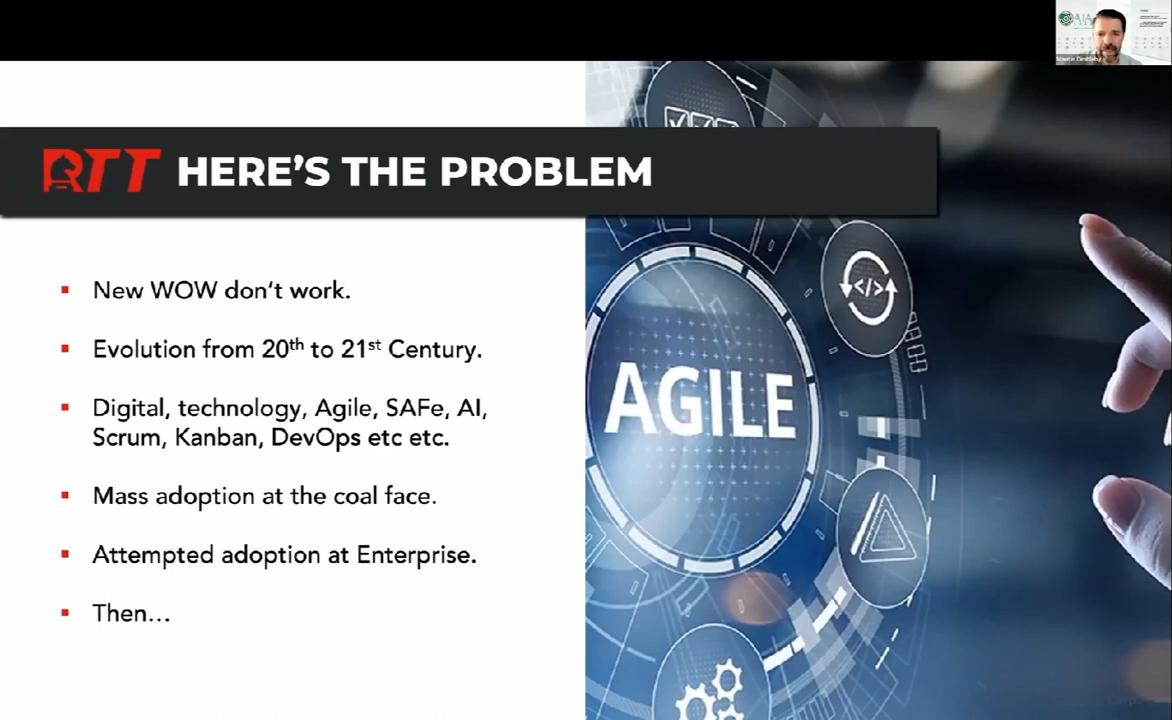 RTT HERE'S THE PROBLEM
New WOW don't work.
Evolution from 20th to 21st Century.
Digital, technology, Agile, SAFe, AI,
Scrum, Kanban, DevOps etc etc.
Mass adoption at the coal face.
Attempted adoption at Enterprise.
Then...
AGILE
</>